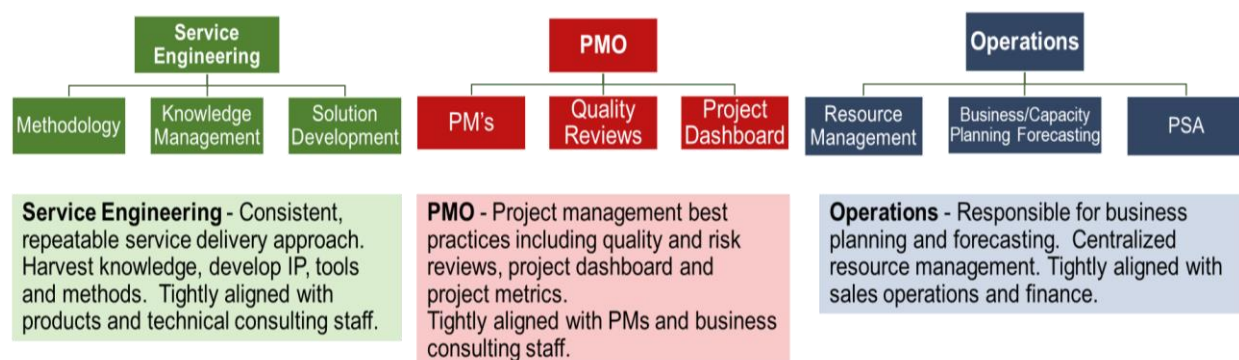 Service
Engineering
Methodology
Knowledge
Management
Solution
Development
PMO
PM's
Quality
Reviews
Project
Dashboard
Operations
Resource
Management
Business/Capacity
Planning Forecasting
PSA
Service Engineering - Consistent,
repeatable service delivery approach.
Harvest knowledge, develop IP, tools
and methods.  Tightly aligned with
products and technical consulting staff.
PMO - Project management best
practices including quality and risk
reviews, project dashboard and
project metrics.
Tightly aligned with PMs and business
consulting staff.
Operations - Responsible for business
planning and forecasting.  Centralized
resource management. Tightly aligned with
sales operations and finance.